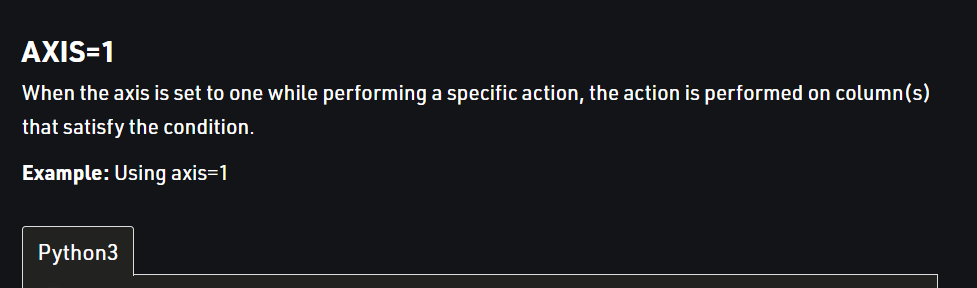 AXIS=1
When the axis is set to one while performing a specific action, the action is performed on column(s)
that satisfy the condition.
Example: Using axis=1
Python3